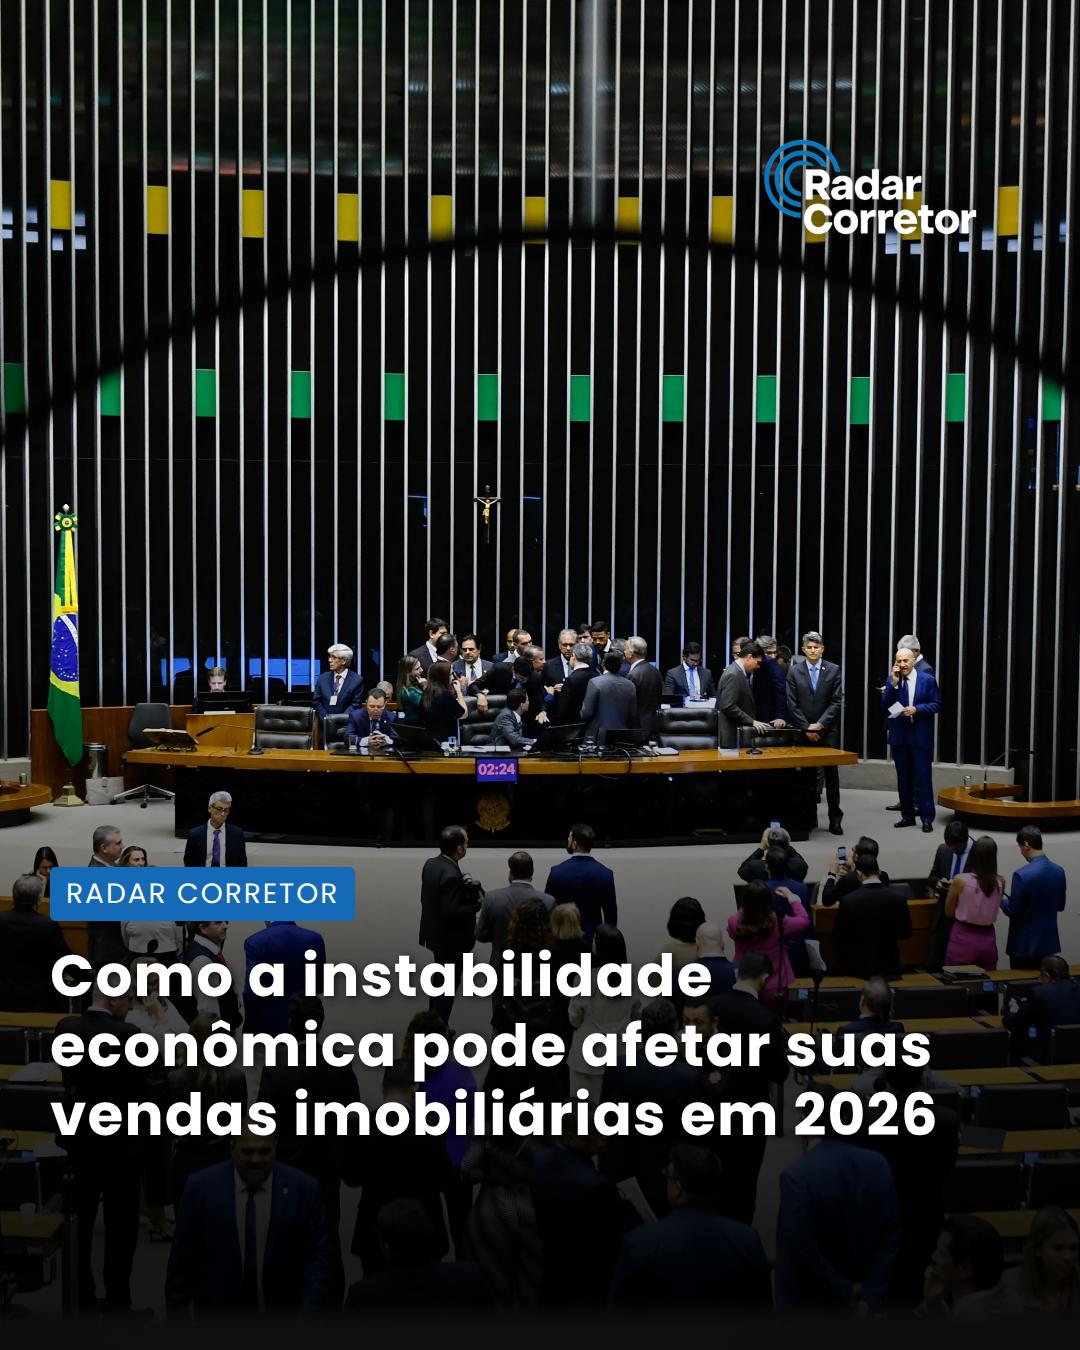 Radar
Corretor
02:24
RADAR CORRETOR
Como a instabilidade
econômica pode afetar suas
vendas imobiliárias em 2026